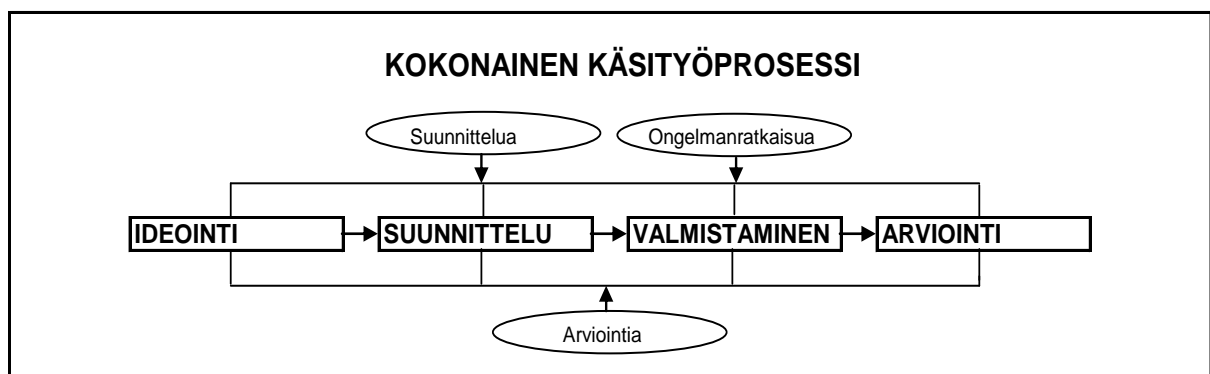 KOKONAINEN KÄSITYÖPROSESSI
Suunnittelua
Ongelmanratkaisua
IDEOINTI
SUUNNITTELU
VALMISTAMINEN
ARVIOINTI
Arviointia